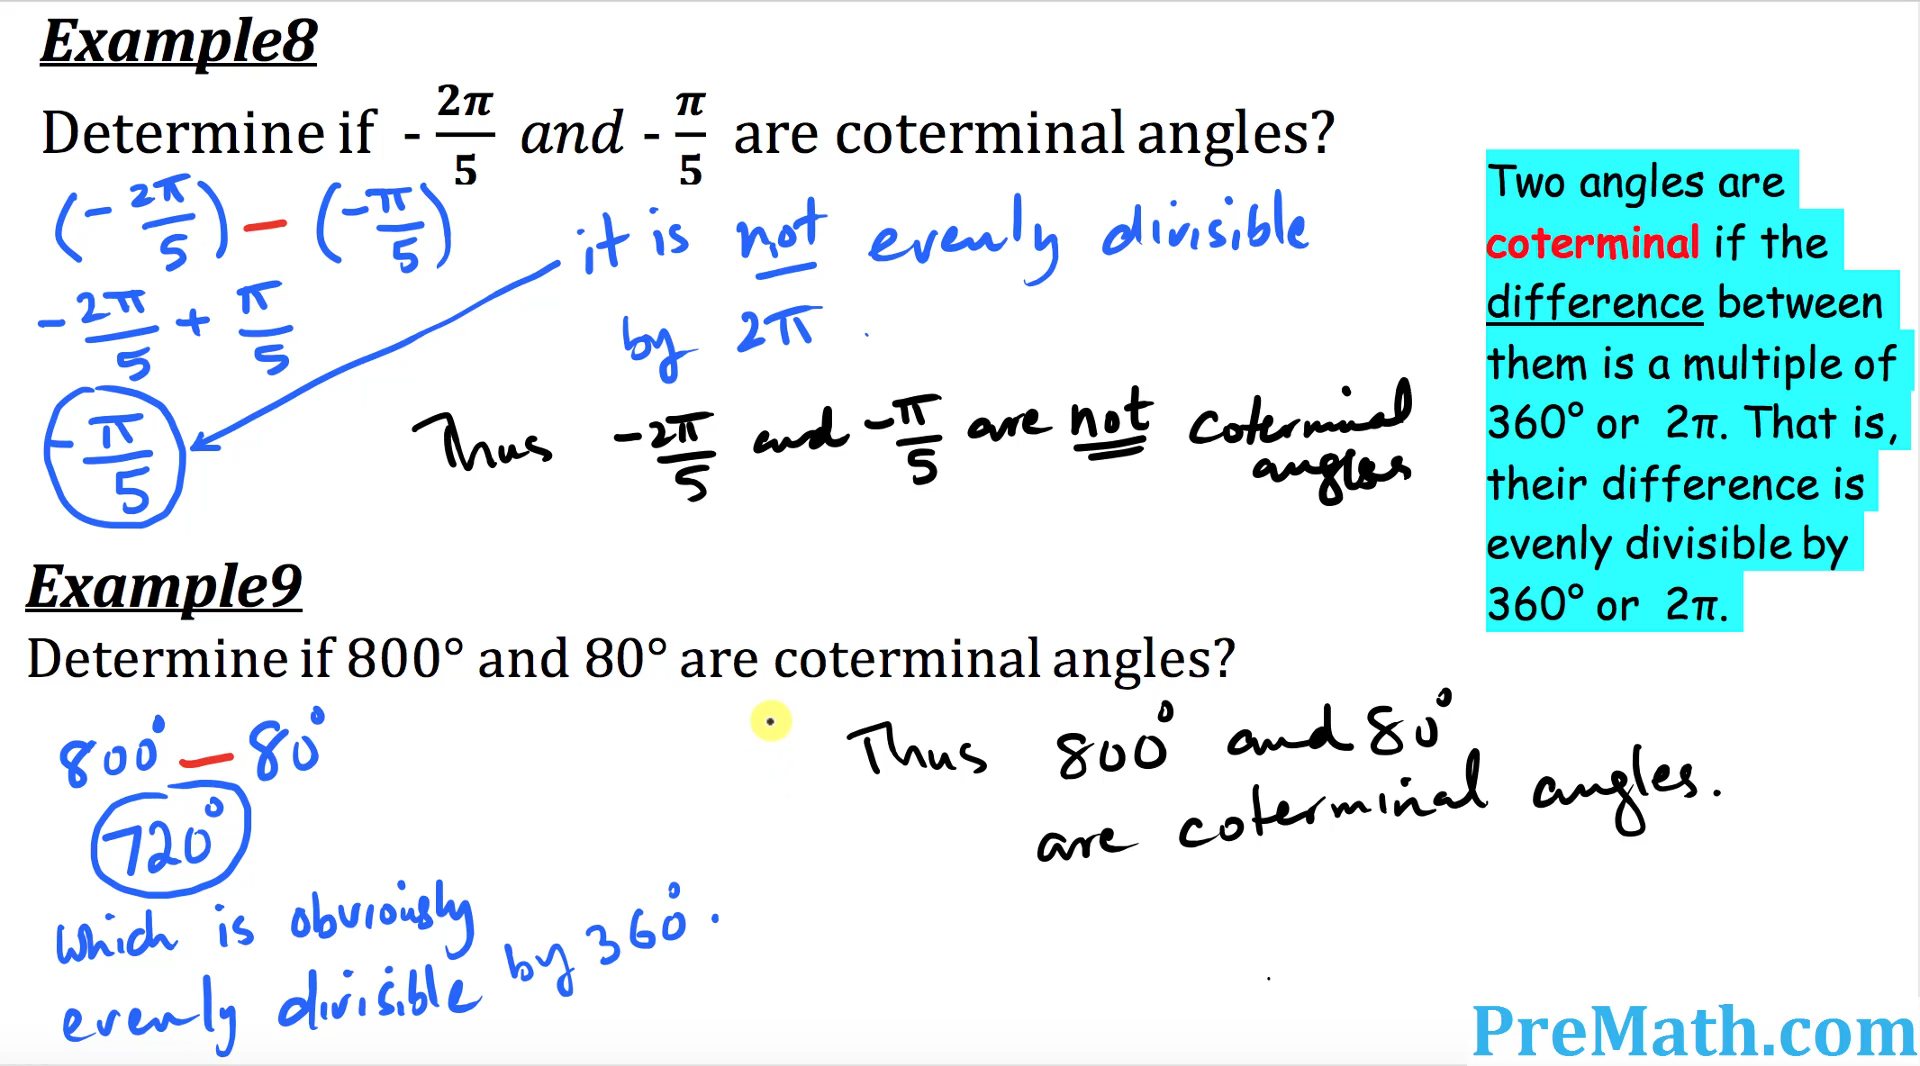 Example8
Determine if -2π/5 and -π/5 are coterminal angles?
(-2π/5) - (-π/5)
-2π/5 + π/5
-π/5
it is not evenly divisible
by 2π.
Thus -2π/5 and -π/5 are not coterminal
angles
Two angles are
coterminal if the
difference between
them is a multiple of
360° or 2π. That is,
their difference is
evenly divisible by
360° or 2π.
Example9
Determine if 800° and 80° are coterminal angles?
800° - 80°
720°
which is obviously
evenly divisible by 360°.
Thus 800° and 80°
are coterminal angles.
PreMath.com